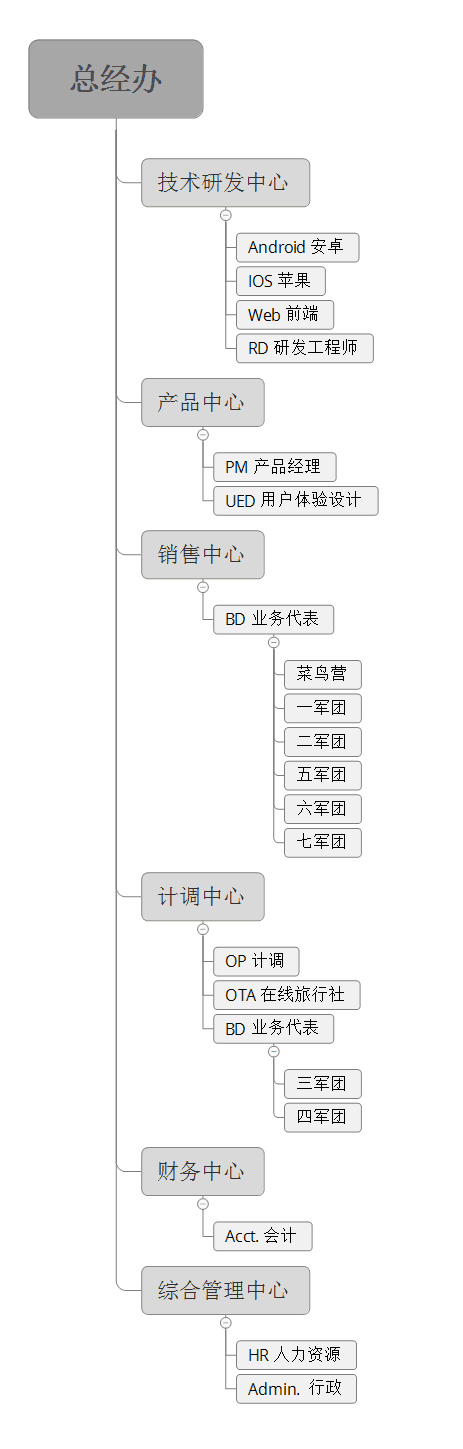 总经办
技术研发中心
Android 安卓
IOS 苹果
Web 前端
RD 研发工程师
产品中心
PM 产品经理
UED 用户体验设计
销售中心
BD 业务代表
菜鸟营
一军团
二军团
五军团
六军团
七军团
计调中心
OP 计调
OTA 在线旅行社
BD 业务代表
三军团
四军团
财务中心
Acct. 会计
综合管理中心
HR 人力资源
Admin. 行政